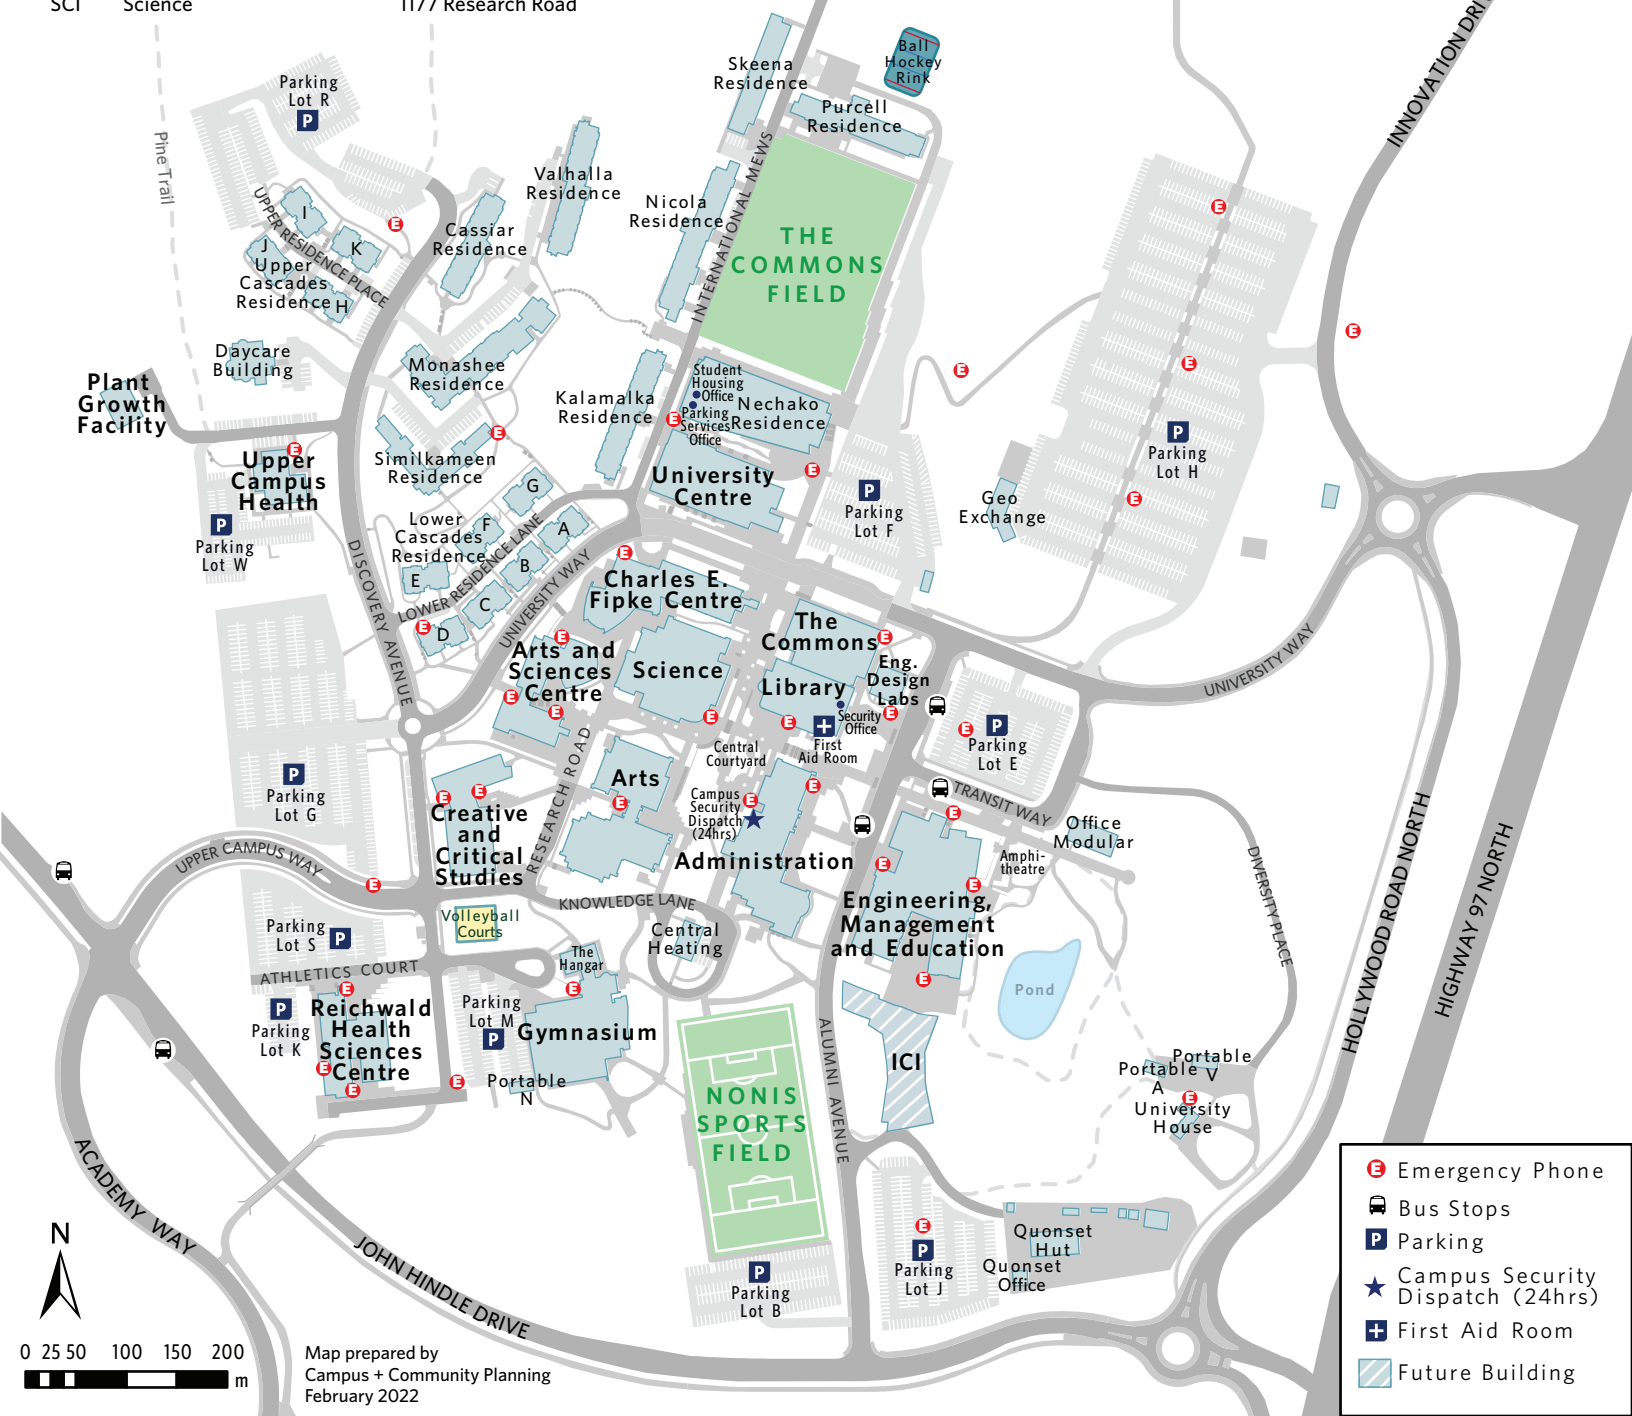 SCI Science 1177 Research Road
INNOVATION DRI
Skeena
Residence
Ball
Hockey
Rink
Purcell
Residence
Parking
Lot R
P
Pine Trail
Valhalla
Residence
Nicola
Residence
INTERNATIONAL MEWS
THE
COMMONS
FIELD
E
I
K
J
H
UPPER RESIDENCE PLACE
Upper
Cascades
Residence
E
Cassiar
Residence
E
Daycare
Building
Plant
Growth
Facility
Monashee
Residence
Kalamalka
Residence
Student
Housing
Office
Parking
Services
Office
E
Nechako
Residence
E
E
P
Parking
Lot H
E
E
Upper
Campus
Health
Similkameen
Residence
E
University
Centre
E
P
Parking
Lot F
Geo
Exchange
P
Parking
Lot W
Lower
Cascades
Residence
G
F
A
B
E
C
D
E
LOWER RESIDENCE LANE
UNIVERSITY WAY
DISCOVERY AVENUE
E
Charles E.
Fipke Centre
The
Commons
E
Arts and
Sciences
Centre
E
E
E
Science
E
Library
Security
Office
E
First
Aid Room
Eng.
Design
Labs
E
UNIVERSITY WAY
E
P
Parking
Lot E
P
Parking
Lot G
RESEARCH ROAD
Arts
E
Central
Courtyard
Campus
Security
Dispatch
(24hrs)
E
E
TRANSIT WAY
E
Office
Modular
E
E
Creative
and
Critical
Studies
UPPER CAMPUS WAY
E
Administration
E
Amphi-
theatre
E
Engineering,
Management
and Education
E
DIVERSITY PLACE
HOLLYWOOD ROAD NORTH
HIGHWAY 97 NORTH
KNOWLEDGE LANE
Volleyball
Courts
Central
Heating
Parking
Lot S
P
ATHLETICS COURT
The
Hangar
E
Pond
P
Parking
Lot K
E
Reichwald
Health
Sciences
Centre
E
E
Parking
Lot M
P
Gymnasium
E
Portable
N
ALUMNI AVENUE
ICI
NONIS
SPORTS
FIELD
Portable
V
Portable
A
E
University
House
ACADEMY WAY
JOHN HINDLE DRIVE
P
Parking
Lot B
E
P
Parking
Lot J
Quonset
Hut
Quonset
Office
N
0 25 50 100 150 200
m
Map prepared by
Campus + Community Planning
February 2022
E Emergency Phone
Bus Stops
P Parking
Campus Security
Dispatch (24hrs)
First Aid Room
Future Building